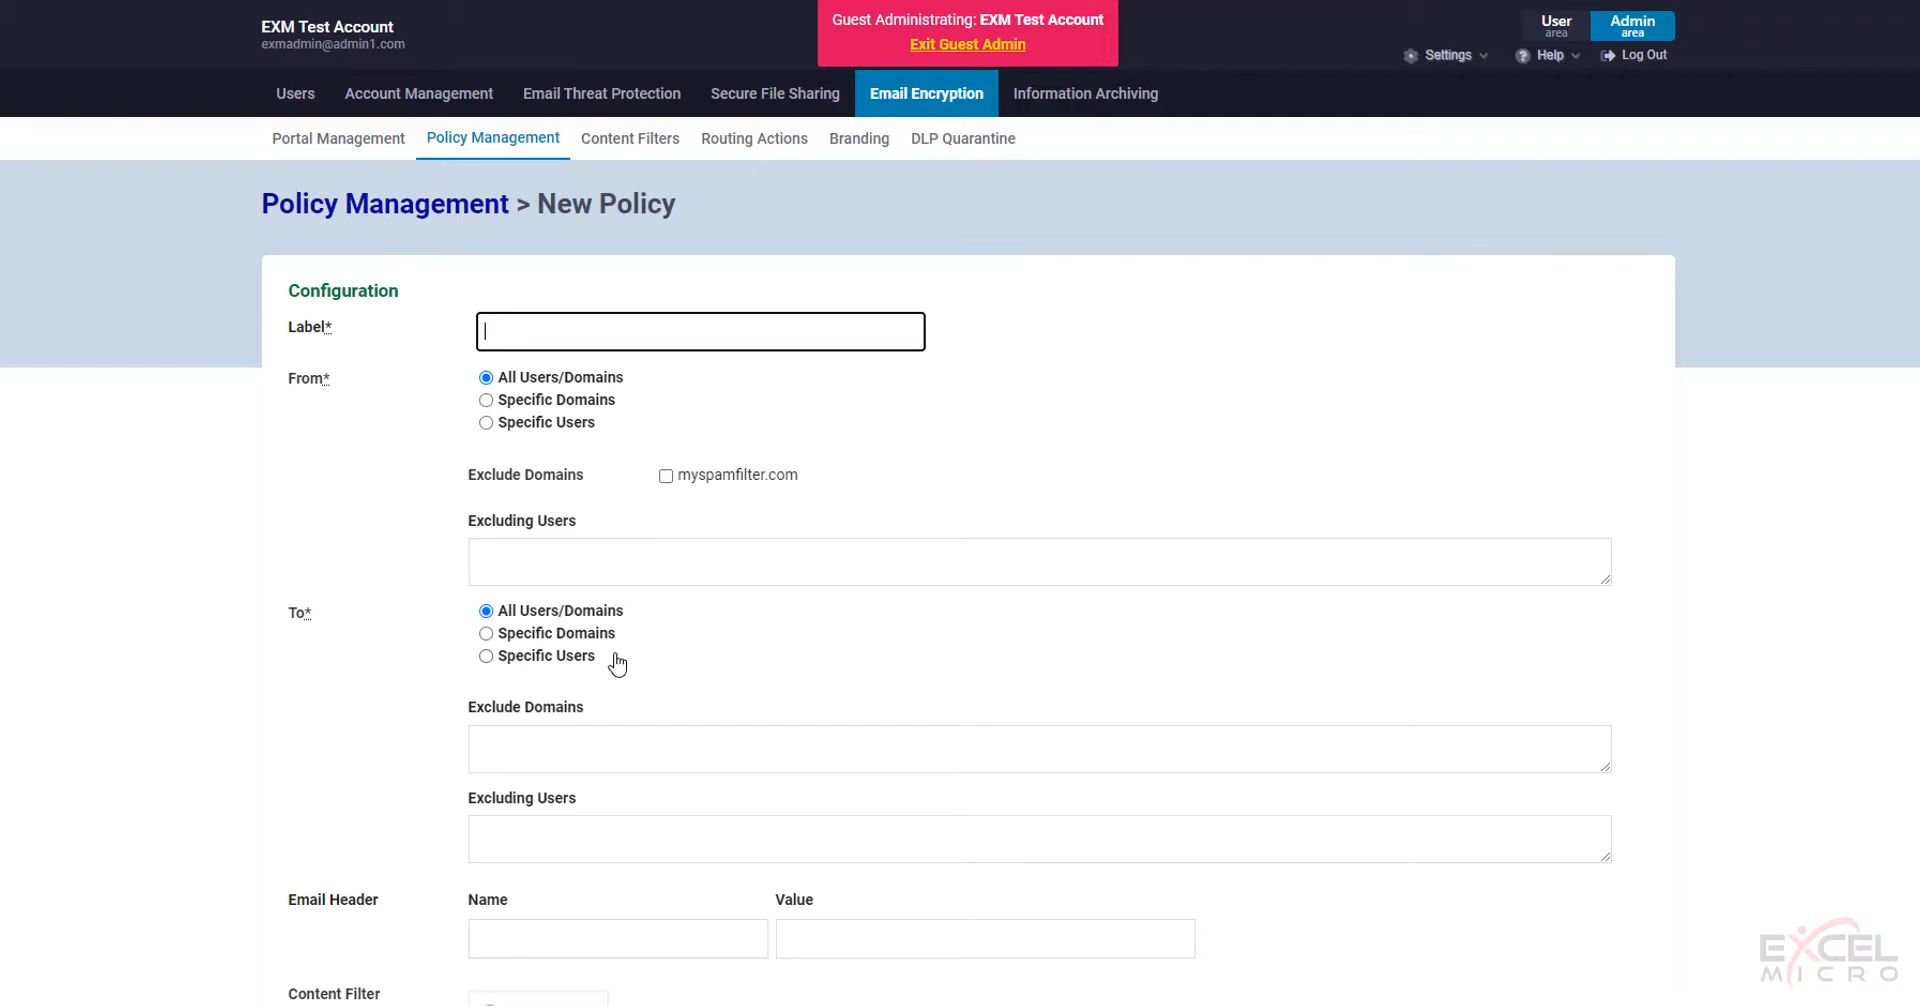 EXM Test Account
exmadmin@admin1.com
Guest Administrating: EXM Test Account
Exit Guest Admin
User
area
Admin
area
Settings
Help
Log Out
Users
Account Management
Email Threat Protection
Secure File Sharing
Email Encryption
Information Archiving
Portal Management
Policy Management
Content Filters
Routing Actions
Branding
DLP Quarantine
Policy Management > New Policy
Configuration
Label*
From*
All Users/Domains
Specific Domains
Specific Users
Exclude Domains
myspamfilter.com
Excluding Users
To*
All Users/Domains
Specific Domains
Specific Users
Exclude Domains
Excluding Users
Email Header
Name
Value
Content Filter
EXCEL
MICRO